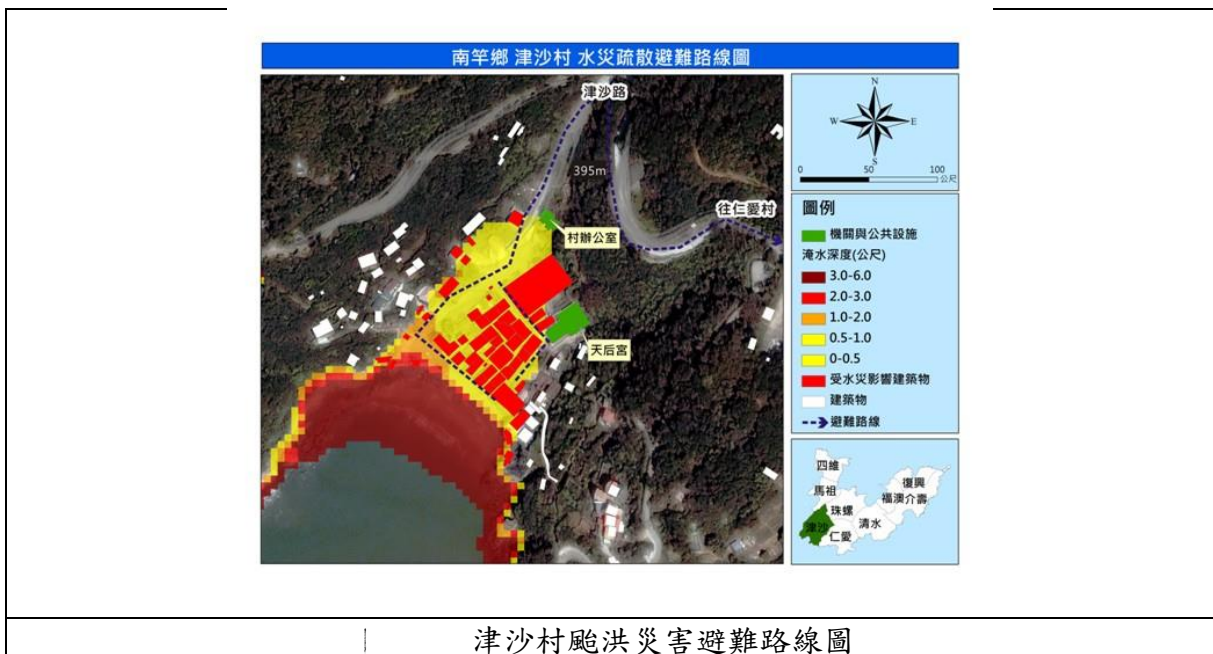 南竿鄉 津沙村 水災疏散避難路線圖
津沙路
395m
往仁愛村
村辦公室
天后宮
N
W
E
S
0 50 100
公尺
圖例
機關與公共設施
淹水深度(公尺)
3.0-6.0
2.0-3.0
1.0-2.0
0.5-1.0
0-0.5
受水災影響建築物
建築物
避難路線
四維
馬祖
珠螺
津沙
仁愛
清水
福澳
復興
介壽
津沙村颱洪災害避難路線圖